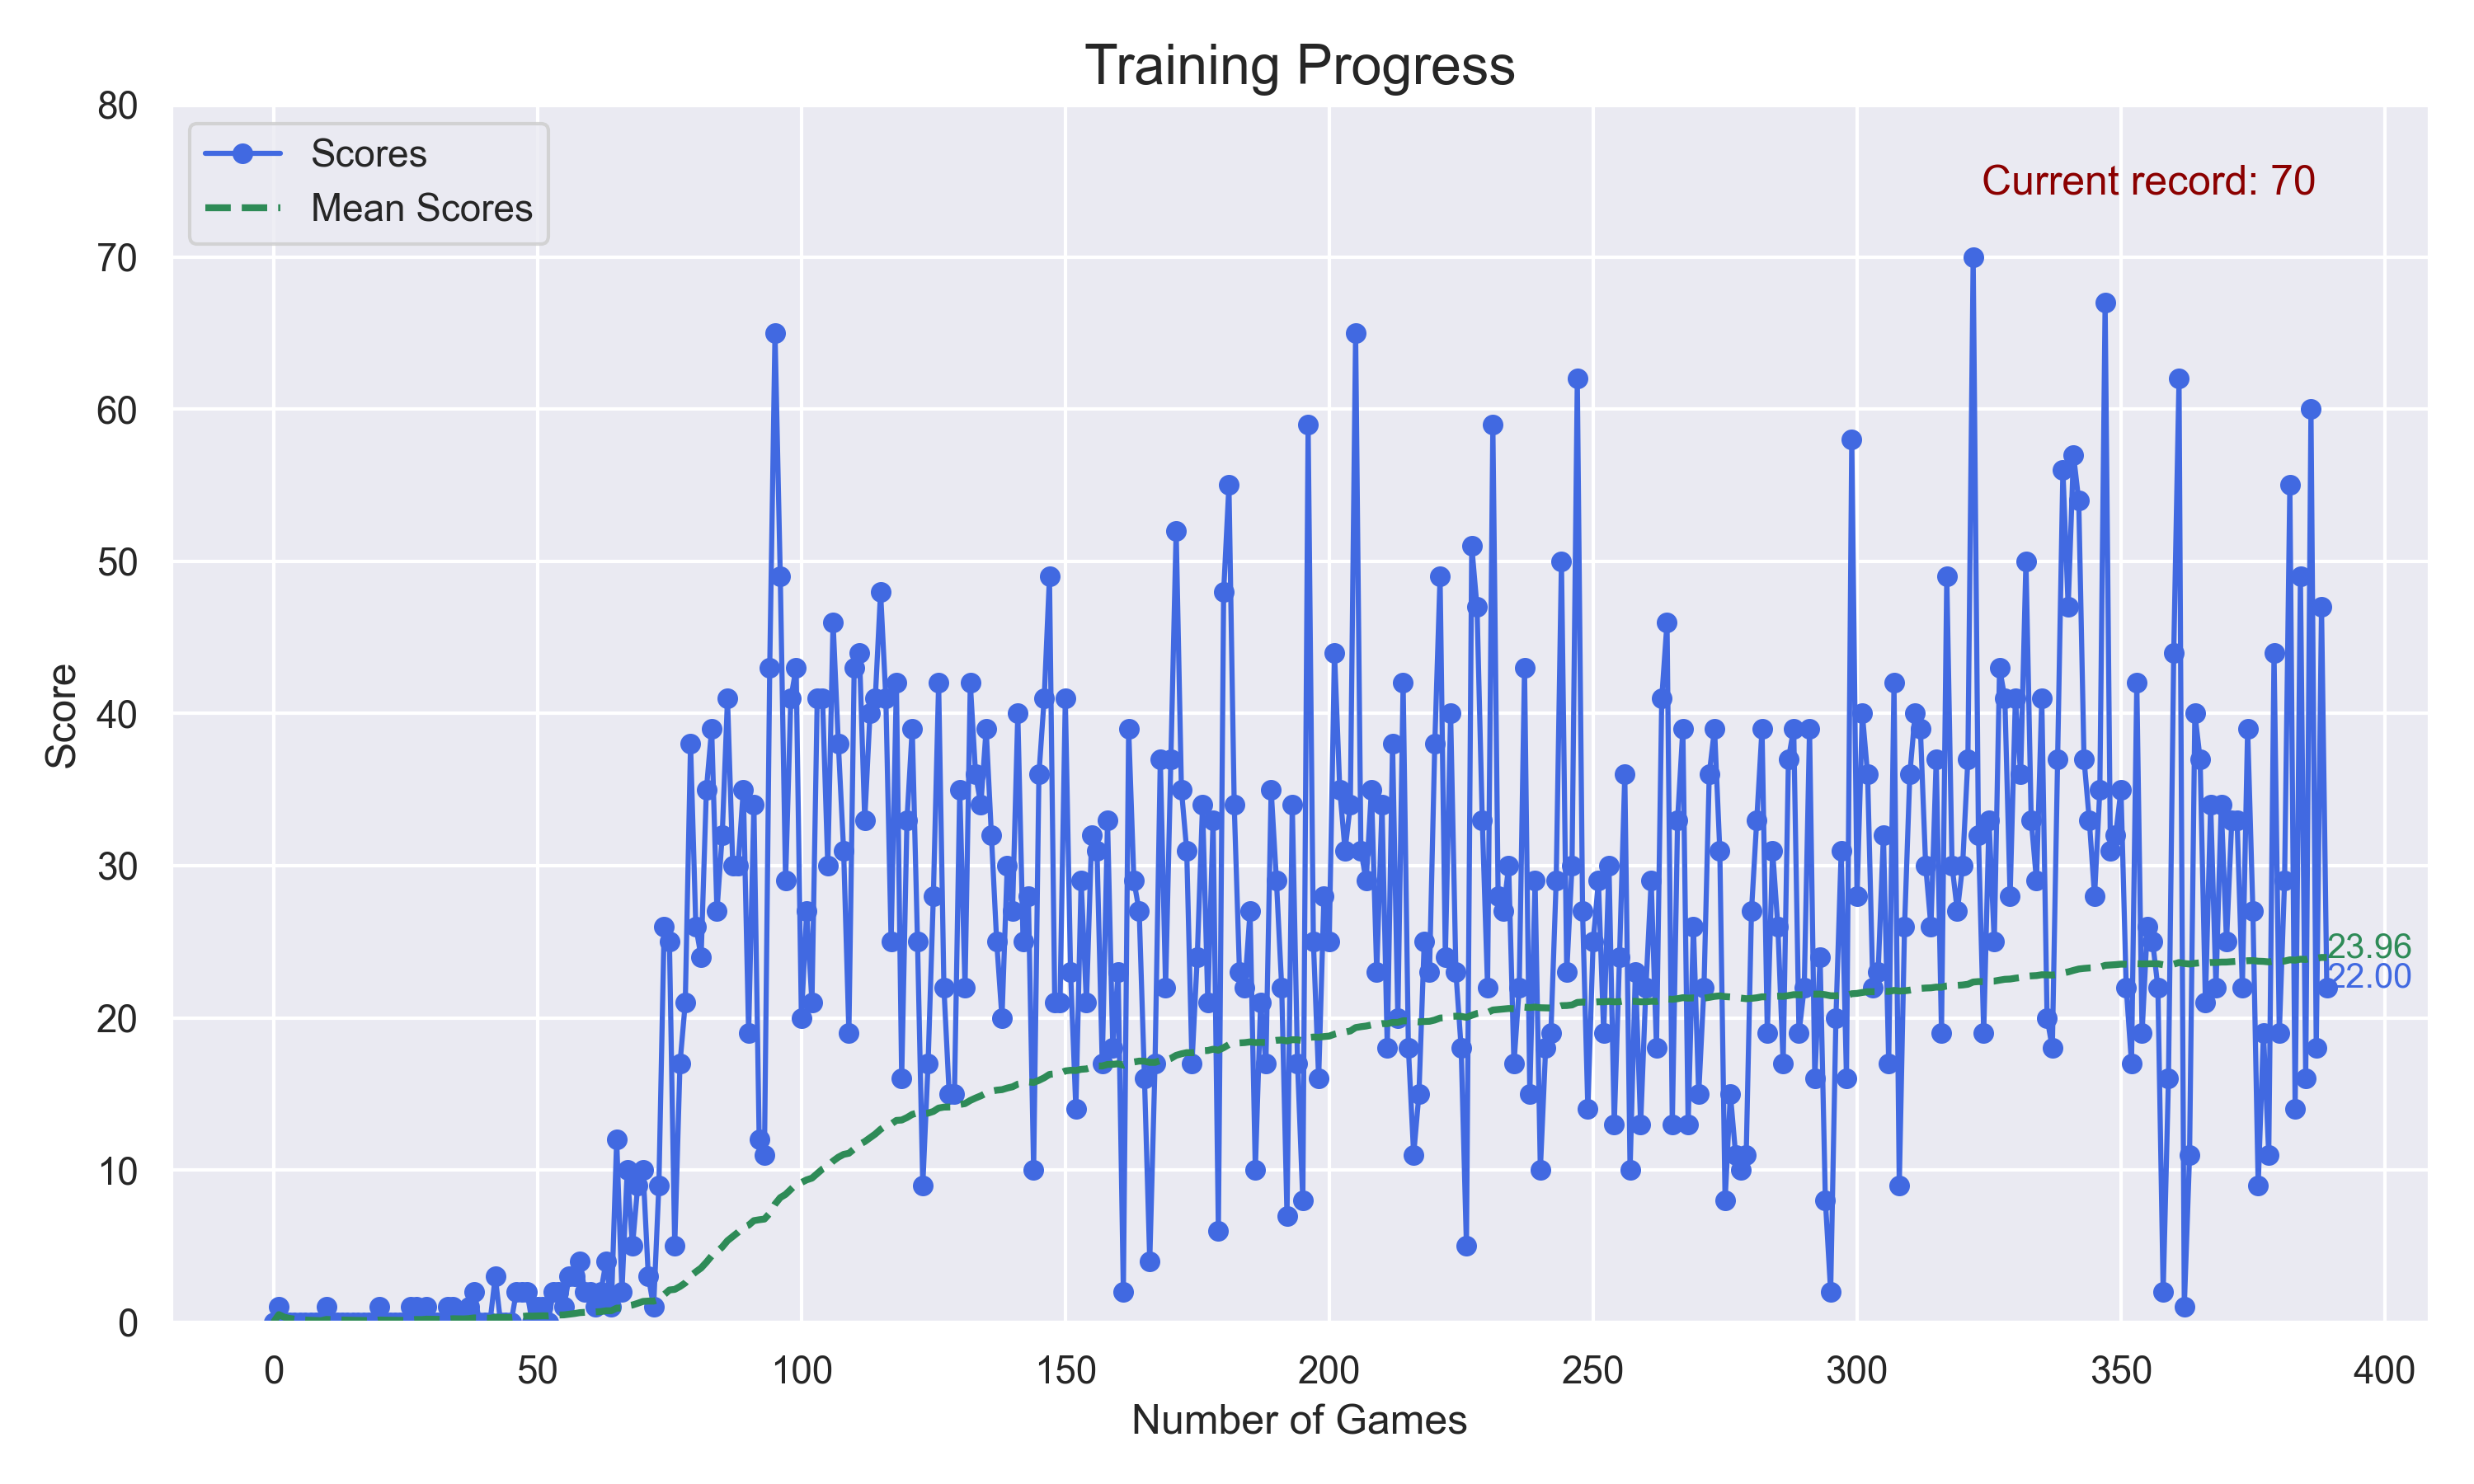 Training Progress
80
70
60
50
40
30
20
10
0
Score
Scores
Mean Scores
Current record: 70
23.96
22.00
0 50 100 150 200 250 300 350 400
Number of Games